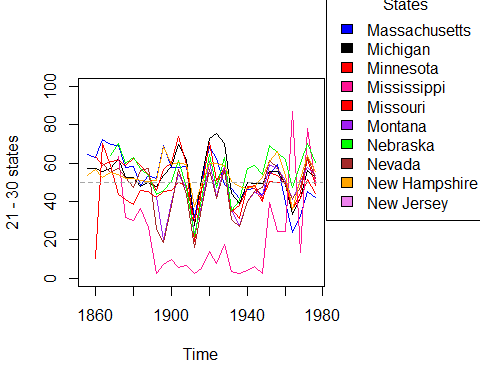 States
Massachusetts
Michigan
Minnesota
Mississippi
Missouri
Montana
Nebraska
Nevada
New Hampshire
New Jersey
21 - 30 states
100
80
60
40
20
0
1860 1900 1940 1980
Time